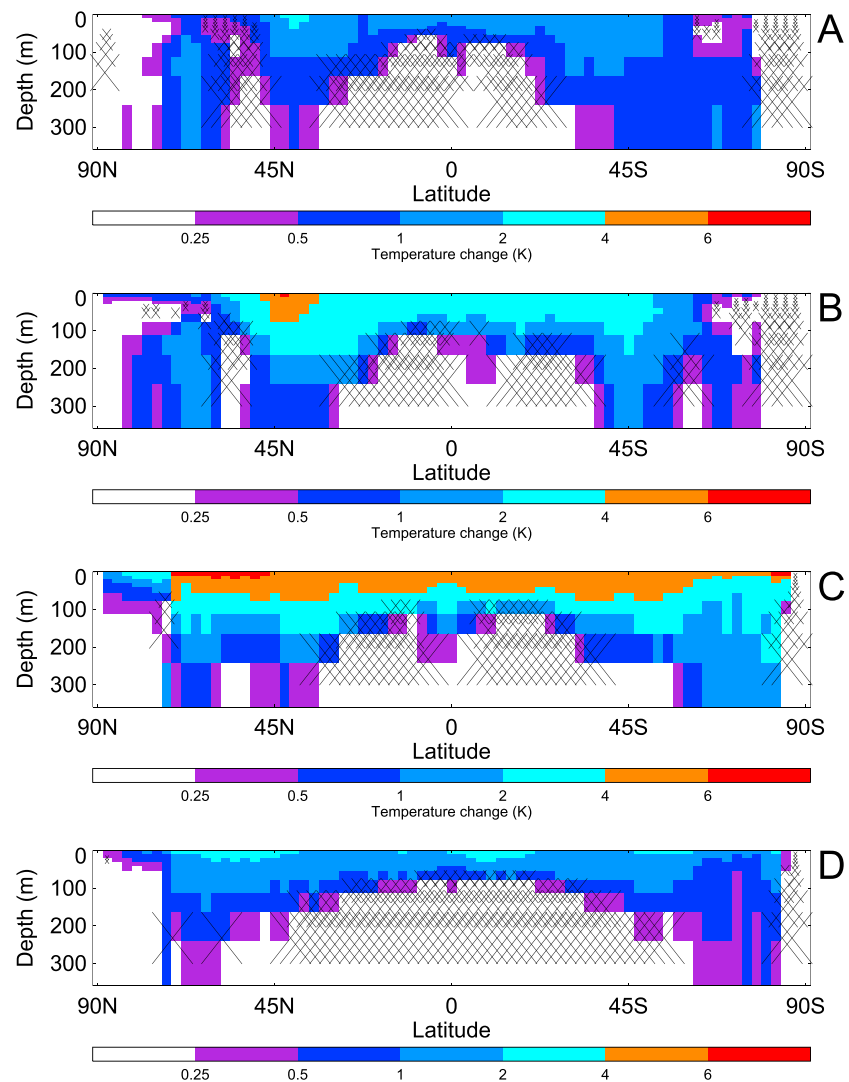 A
0
100
200
300
Depth (m)
90N 45N 0 45S 90S
Latitude
0.25 0.5 1 2 4 6
Temperature change (K)
B
0
100
200
300
Depth (m)
90N 45N 0 45S 90S
Latitude
0.25 0.5 1 2 4 6
Temperature change (K)
C
0
100
200
300
Depth (m)
90N 45N 0 45S 90S
Latitude
0.25 0.5 1 2 4 6
Temperature change (K)
D
0
100
200
300
Depth (m)
90N 45N 0 45S 90S
Latitude
0.25 0.5 1 2 4 6
Temperature change (K)